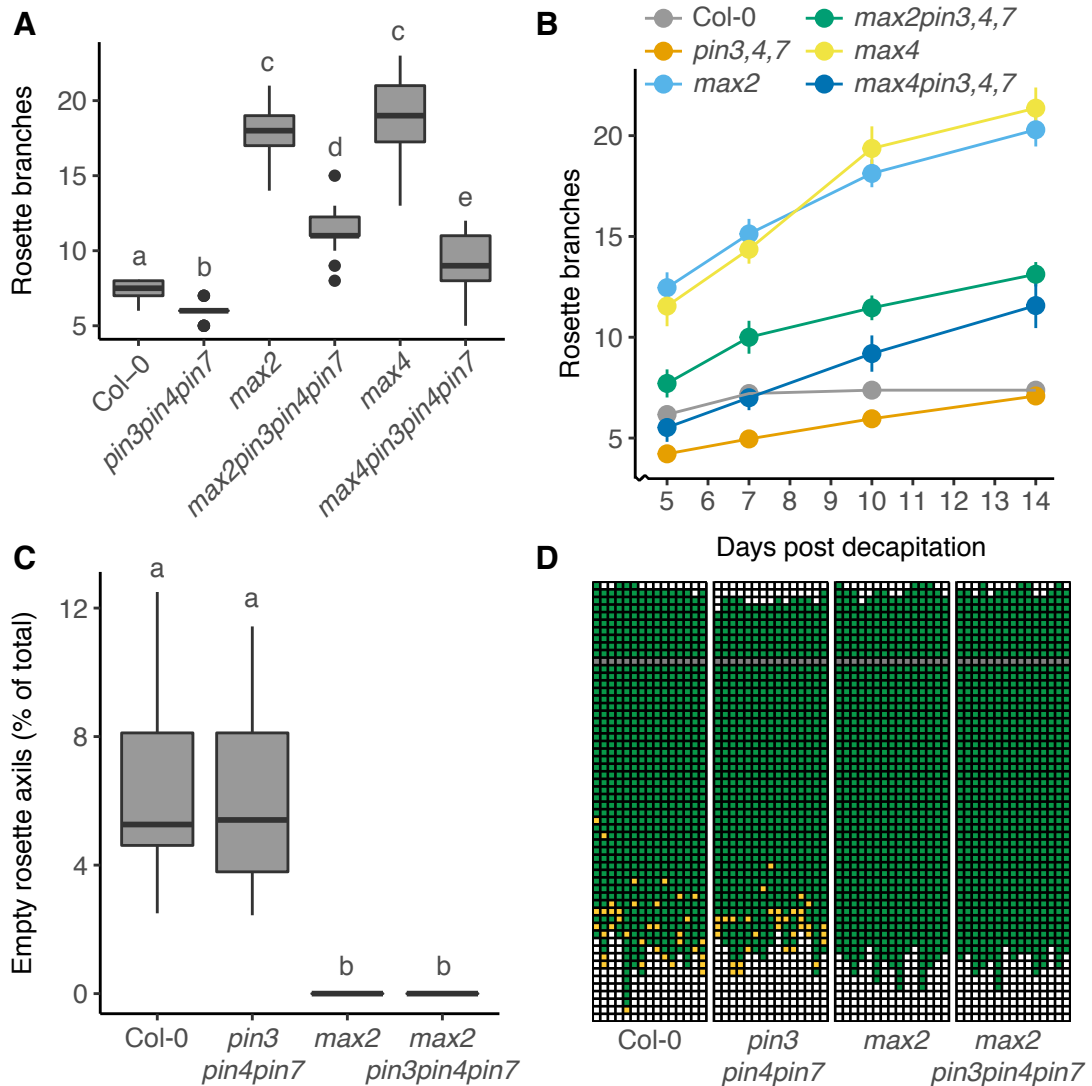 A
Rosette branches
20
15
10
5
a
b
c
d
c
e
Col–0
pin3pin4pin7
max2
max2pin3pin4pin7
max4
max4pin3pin4pin7
B
Col-0
pin3,4,7
max2
max2pin3,4,7
max4
max4pin3,4,7
Rosette branches
20
15
10
5
5 6 7 8 9 10 11 12 13 14
Days post decapitation
C
Empty rosette axils (% of total)
12
8
4
0
a
a
b
b
Col-0
pin3
pin4pin7
max2
max2
pin3pin4pin7
D
Col-0
pin3
pin4pin7
max2
max2
pin3pin4pin7